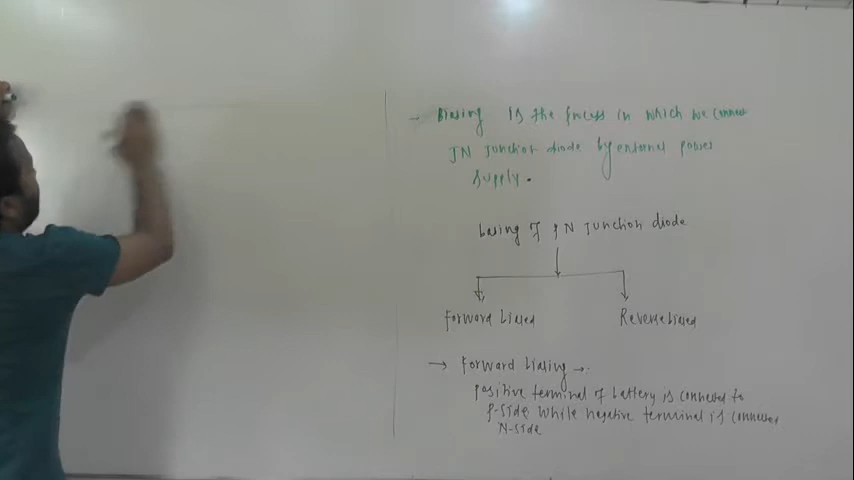 → Biasing is the process in which we connect
PN Junction diode by external power
supply.
biasing of PN Junction diode
Forward biased
Reverse biased
→ Forward biasing →
positive terminal of battery is connected to
P-side while negative terminal is connected
N-side